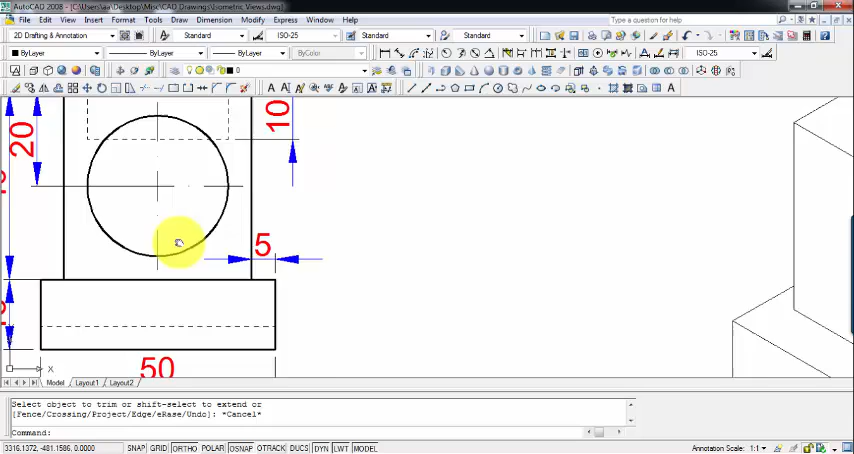 AutoCAD 2008 - [C:\Users\aa\Desktop\Misc\CAD Drawings\Isometric Views.dwg]
File Edit View Insert Format Tools Draw Dimension Modify Express Window Help
Type a question for help
2D Drafting & Annotation Standard ISO-25 Standard Standard
ByLayer ByLayer ByLayer ByColor ISO-25
0
20
10
5
50
X
Model Layout1 Layout2
Select object to trim or shift-select to extend or
[Fence/Crossing/Project/Edge/eRase/Undo]: *Cancel*
Command:
3316.1372, -481.1586, 0.0000 SNAP GRID ORTHO POLAR OSNAP OTRACK DUCS DYN LWT MODEL Annotation Scale: 1:1